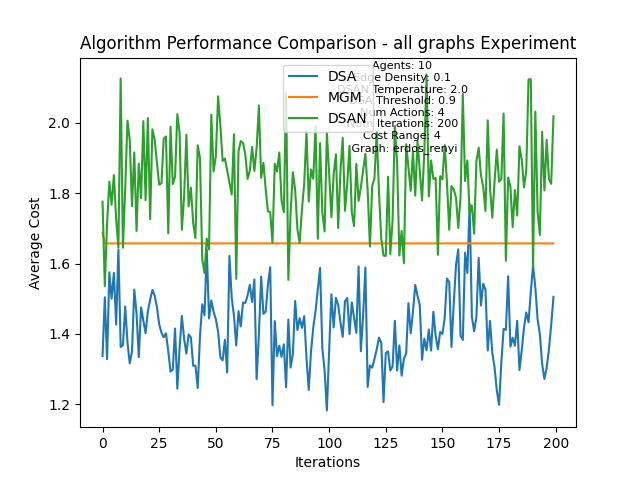 Algorithm Performance Comparison - all graphs Experiment
Agents: 10
Edge Density: 0.1
DSAN Temperature: 2.0
DSA Threshold: 0.9
Num Actions: 4
Num Iterations: 200
Cost Range: 4
Graph: erdos_renyi
DSA
MGM
DSAN
Average Cost
2.0
1.8
1.6
1.4
1.2
0 25 50 75 100 125 150 175 200
Iterations